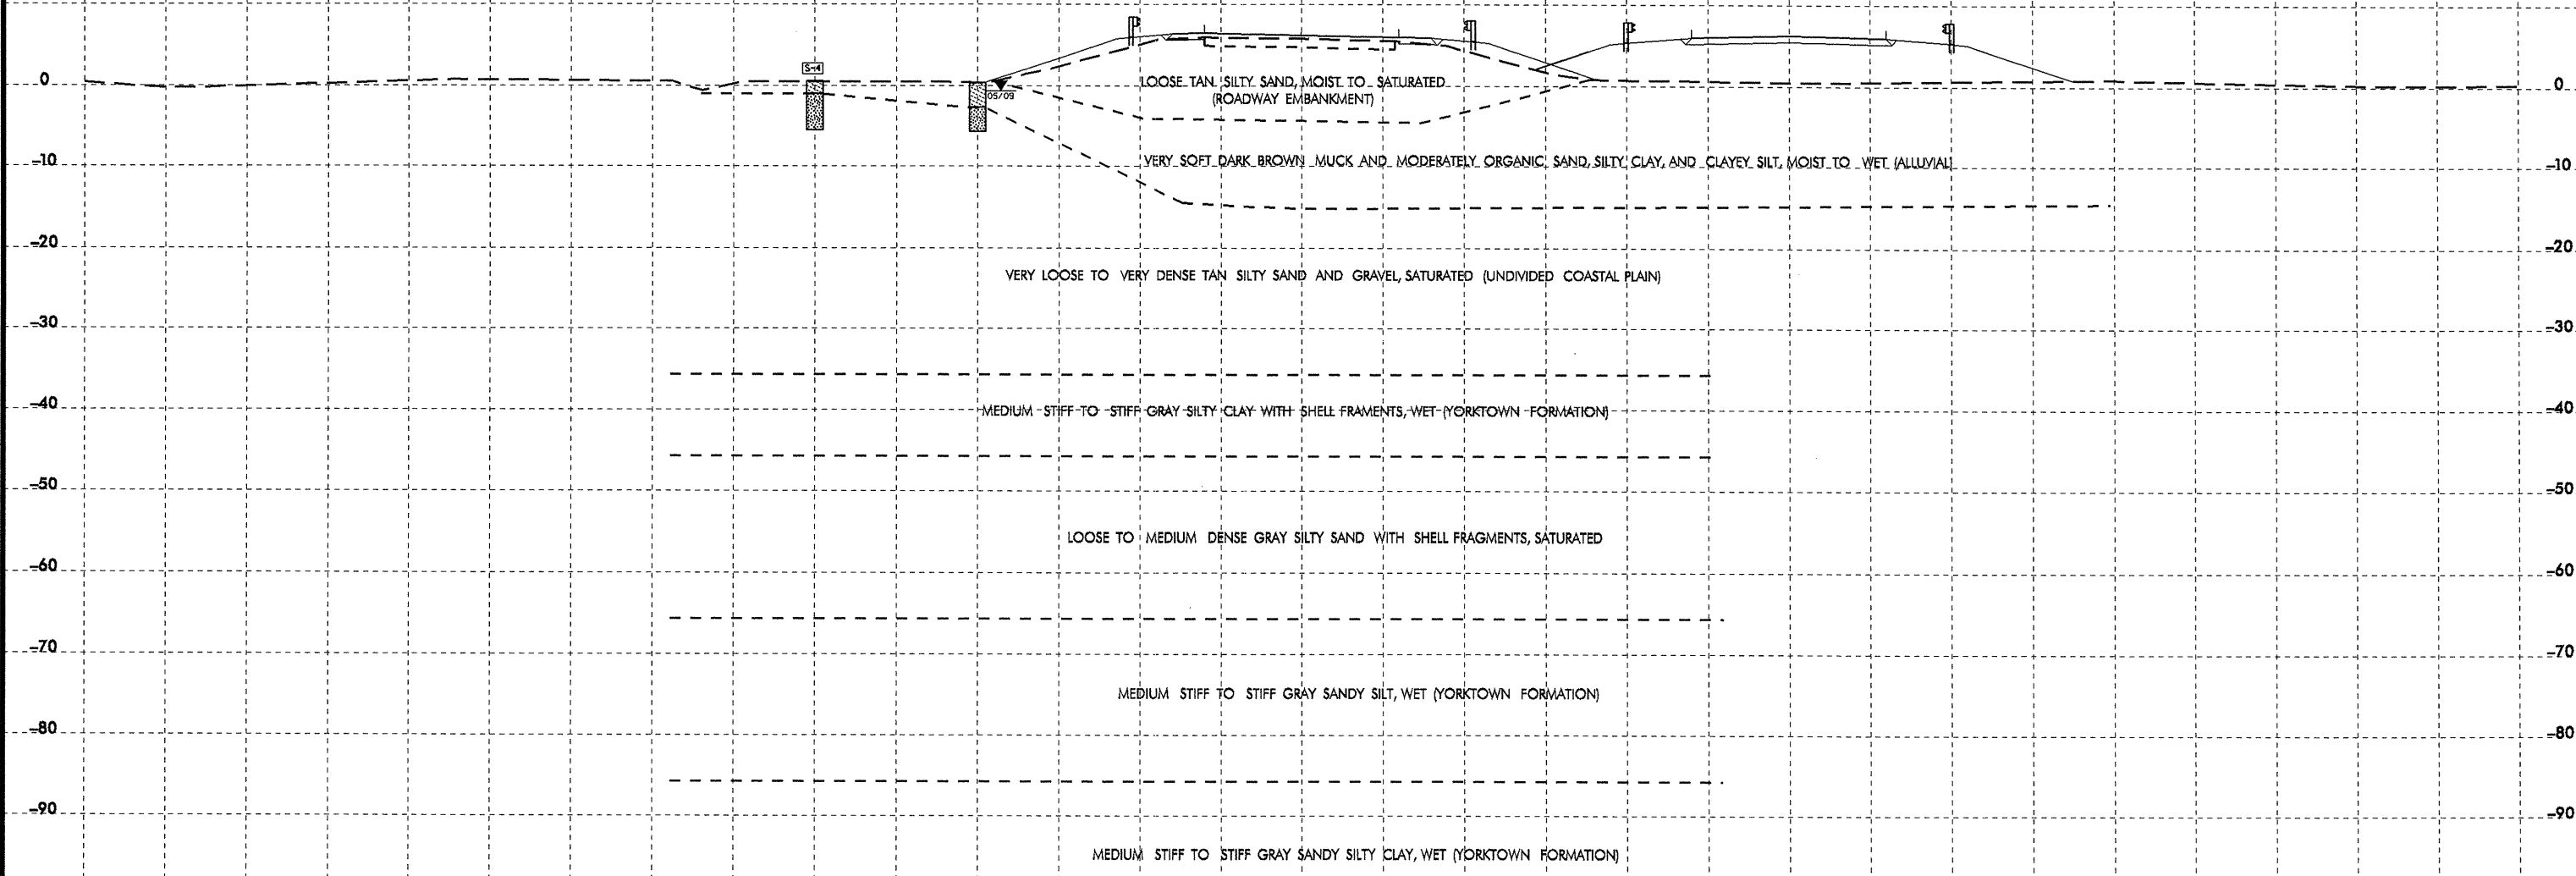 S-4
0 0
05/09
LOOSE TAN SILTY SAND, MOIST TO SATURATED
(ROADWAY EMBANKMENT)
-10 -10
VERY SOFT DARK BROWN MUCK AND MODERATELY ORGANIC SAND, SILTY CLAY, AND CLAYEY SILT, MOIST TO WET (ALLUVIAL)
-20 -20
VERY LOOSE TO VERY DENSE TAN SILTY SAND AND GRAVEL, SATURATED (UNDIVIDED COASTAL PLAIN)
-30 -30
-40 -40
MEDIUM STIFF TO STIFF GRAY SILTY CLAY WITH SHELL FRAMENTS, WET (YORKTOWN FORMATION)
-50 -50
LOOSE TO MEDIUM DENSE GRAY SILTY SAND WITH SHELL FRAGMENTS, SATURATED
-60 -60
-70 -70
MEDIUM STIFF TO STIFF GRAY SANDY SILT, WET (YORKTOWN FORMATION)
-80 -80
-90 -90
MEDIUM STIFF TO STIFF GRAY SANDY SILTY CLAY, WET (YORKTOWN FORMATION)